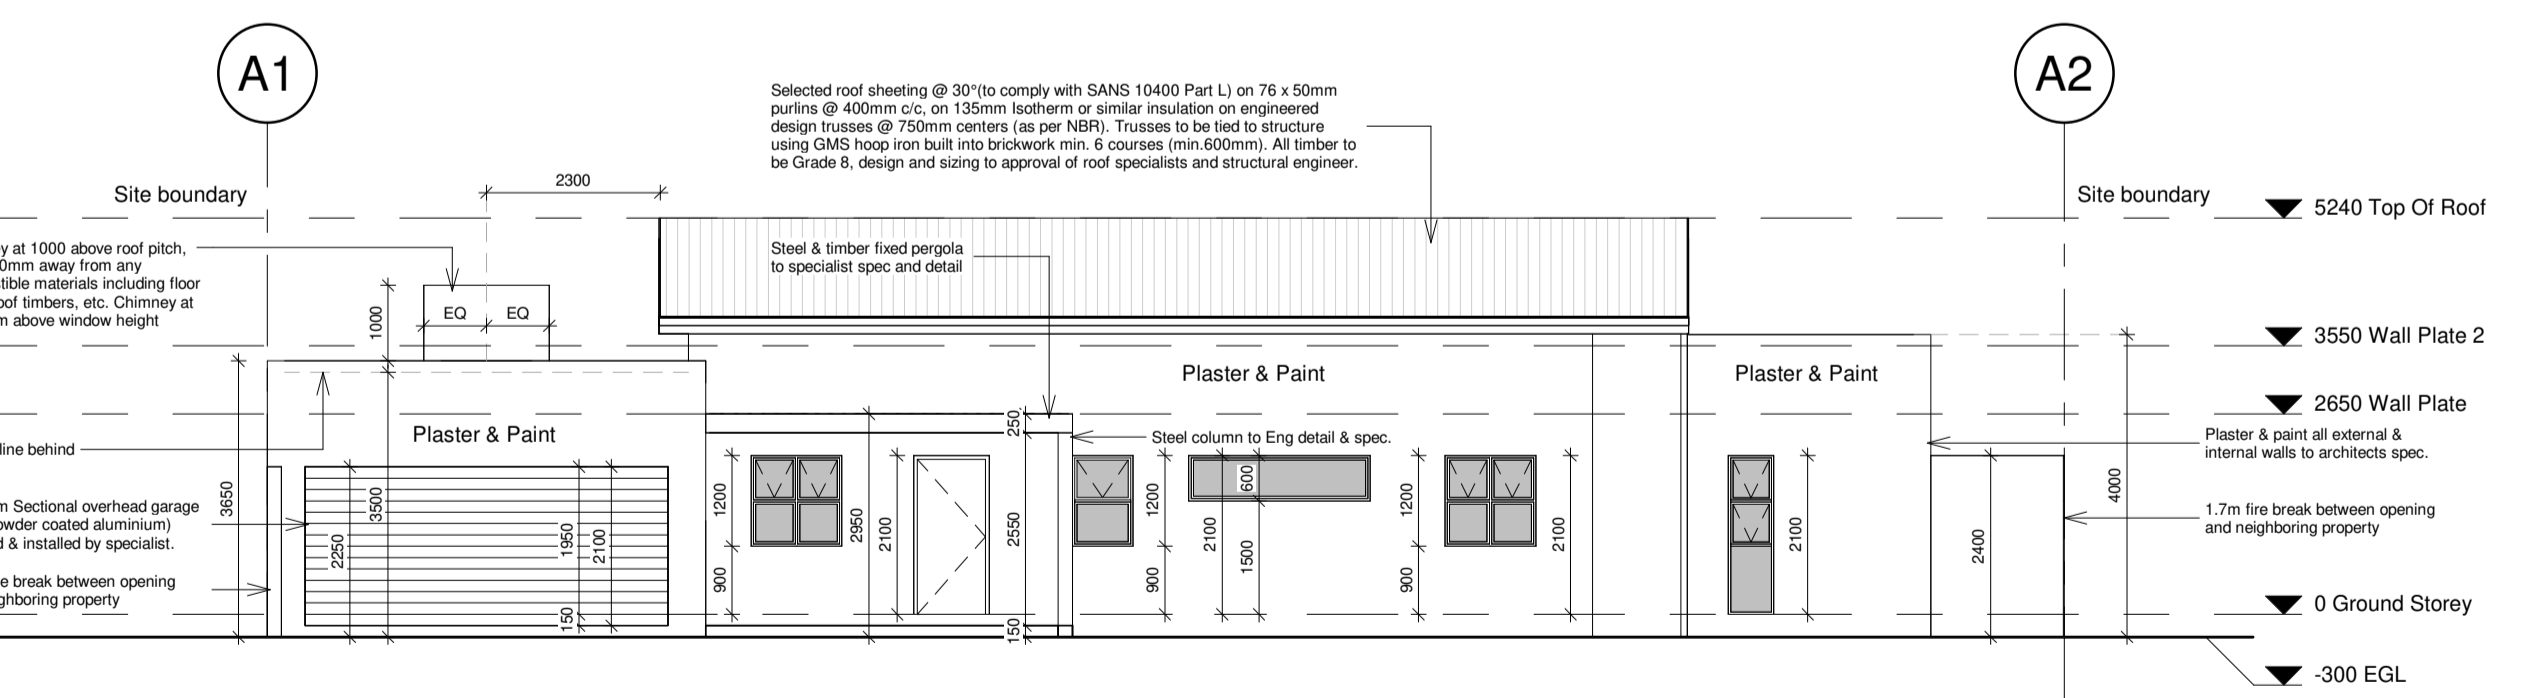 A1
A2
Selected roof sheeting @ 30°(to comply with SANS 10400 Part L) on 76 x 50mm
purlins @ 400mm c/c, on 135mm Isotherm or similar insulation on engineered
design trusses @ 750mm centers (as per NBR). Trusses to be tied to structure
using GMS hoop iron built into brickwork min. 6 courses (min.600mm). All timber to
be Grade 8, design and sizing to approval of roof specialists and structural engineer.
2300
Site boundary
Site boundary
5240 Top Of Roof
y at 1000 above roof pitch,
0mm away from any
tible materials including floor
oof timbers, etc. Chimney at
m above window height
Steel & timber fixed pergola
to specialist spec and detail
EQ
EQ
1000
3550 Wall Plate 2
Plaster & Paint
Plaster & Paint
2650 Wall Plate
Plaster & Paint
250
Steel column to Eng detail & spec.
Plaster & paint all external &
internal walls to architects spec.
line behind
m Sectional overhead garage
owder coated aluminium)
d & installed by specialist.
e break between opening
ghboring property
3650
2250
3500
1950
2100
150
1200
900
2950
2100
2550
150
1200
900
2100
600
1500
1200
900
2100
2100
2400
4000
1.7m fire break between opening
and neighboring property
0 Ground Storey
-300 EGL